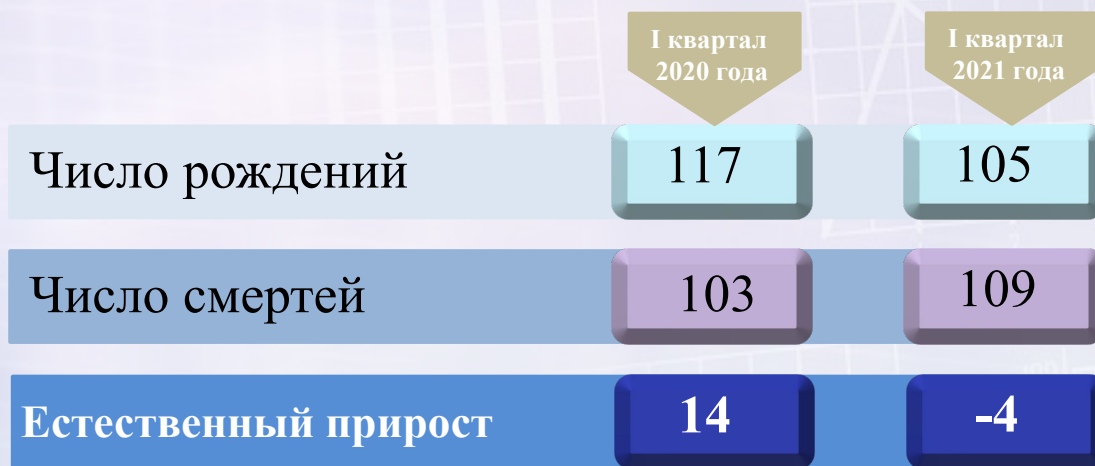 I квартал
2020 года
I квартал
2021 года
Число рождений 117 105
Число смертей 103 109
Естественный прирост 14 -4